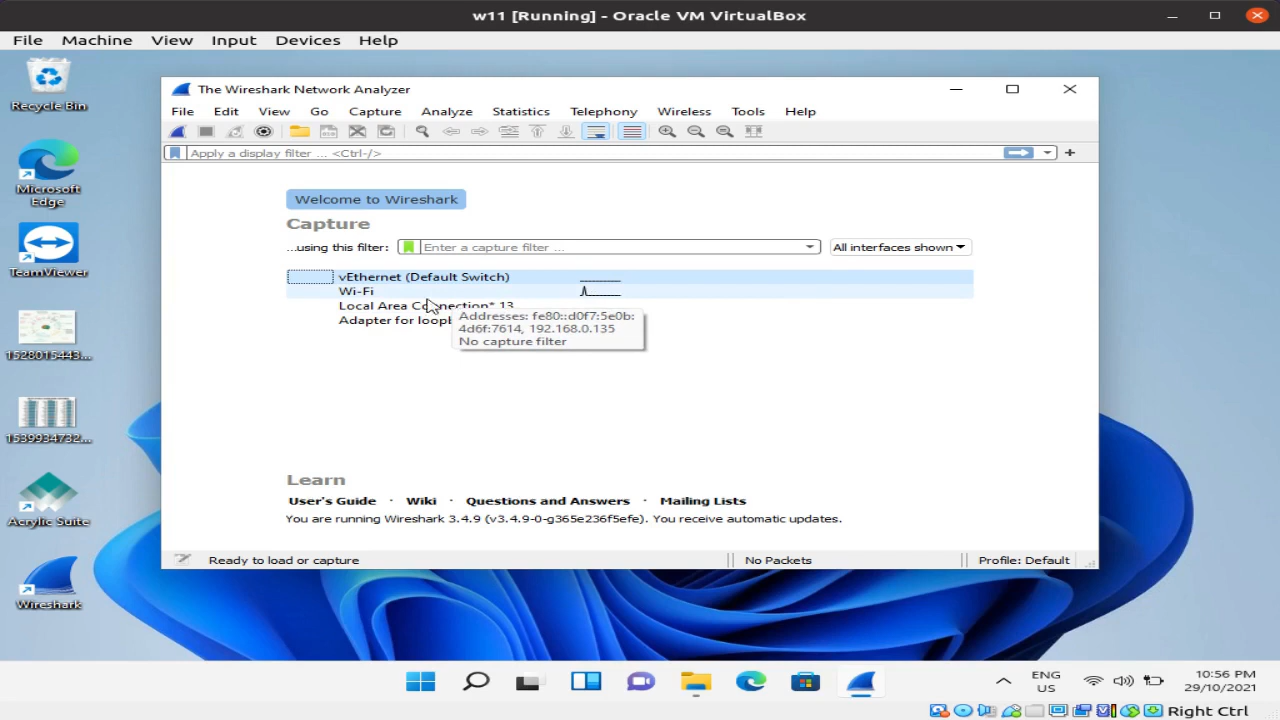 w11 [Running] - Oracle VM VirtualBox
File Machine View Input Devices Help
Recycle Bin
Microsoft
Edge
TeamViewer
1528015443...
1539934732...
Acrylic Suite
Wireshark
The Wireshark Network Analyzer
File Edit View Go Capture Analyze Statistics Telephony Wireless Tools Help
Apply a display filter ... <Ctrl-/>
Welcome to Wireshark
Capture
...using this filter: Enter a capture filter ... All interfaces shown
vEthernet (Default Switch)
Wi-Fi
Local Area Connection* 13
Adapter for loopb
Addresses: fe80::d0f7:5e0b:
4d6f:7614, 192.168.0.135
No capture filter
Learn
User's Guide · Wiki · Questions and Answers · Mailing Lists
You are running Wireshark 3.4.9 (v3.4.9-0-g365e236f5efe). You receive automatic updates.
Ready to load or capture No Packets Profile: Default
ENG
US
10:56 PM
29/10/2021
Right Ctrl